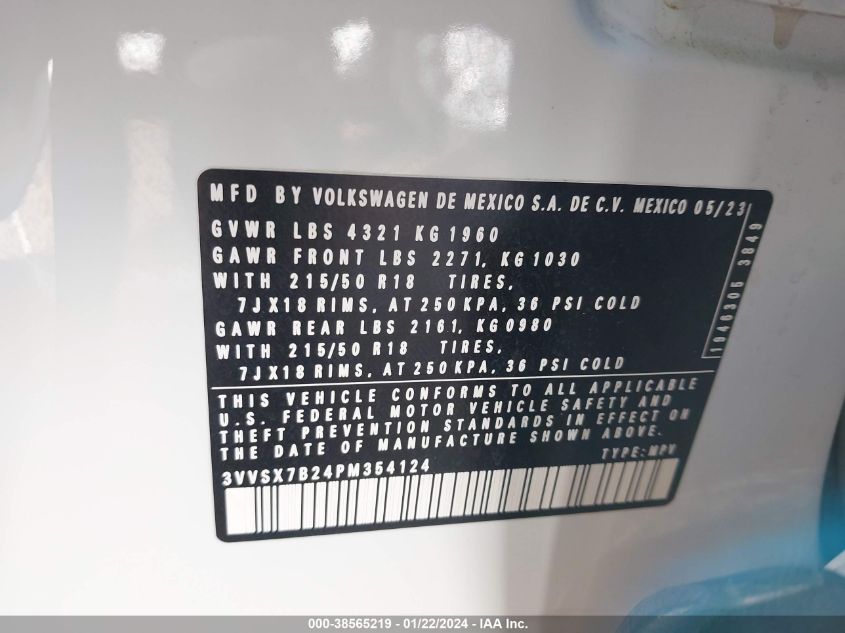 MFD BY VOLKSWAGEN DE MEXICO S.A. DE C.V. MEXICO 05/23
GVWR LBS 4321 KG 1960
GAWR FRONT LBS 2271, KG 1030
WITH 215/50 R18 TIRES,
7JX18 RIMS, AT 250 KPA, 36 PSI COLD
GAWR REAR LBS 2161, KG 0980
WITH 215/50 R18 TIRES,
7JX18 RIMS, AT 250 KPA, 36 PSI COLD
1946305 3849
THIS VEHICLE CONFORMS TO ALL APPLICABLE
U.S. FEDERAL MOTOR VEHICLE SAFETY AND
THEFT PREVENTION STANDARDS IN EFFECT ON
THE DATE OF MANUFACTURE SHOWN ABOVE.
TYPE: MPV
3VVSX7B24PM354124
000-38565219 - 01/22/2024 - IAA Inc.